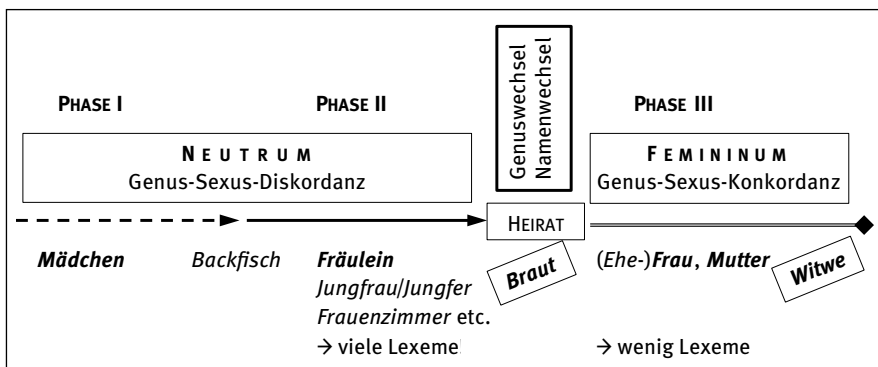 Genuswechsel
Namenwechsel
PHASE I PHASE II PHASE III
NEUTRUM
Genus-Sexus-Diskordanz
FEMININUM
Genus-Sexus-Konkordanz
HEIRAT
Mädchen Backfisch Fräulein Braut (Ehe-)Frau, Mutter Witwe
Jungfrau/Jungfer
Frauenzimmer etc.
→ viele Lexeme! → wenig Lexeme